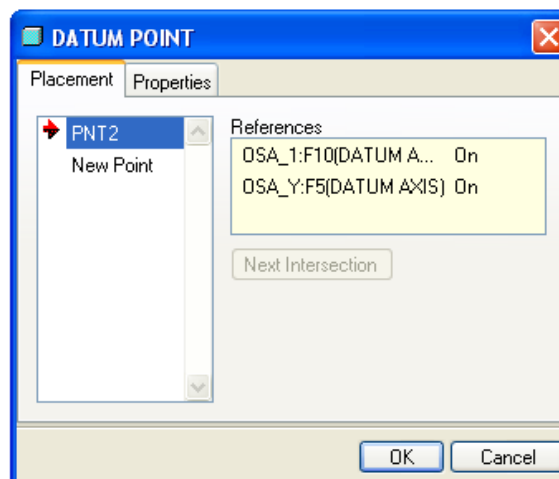 DATUM POINT
Placement
Properties
PNT2
New Point
References
OSA_1:F10(DATUM A... On
OSA_Y:F5(DATUM AXIS) On
Next Intersection
OK
Cancel